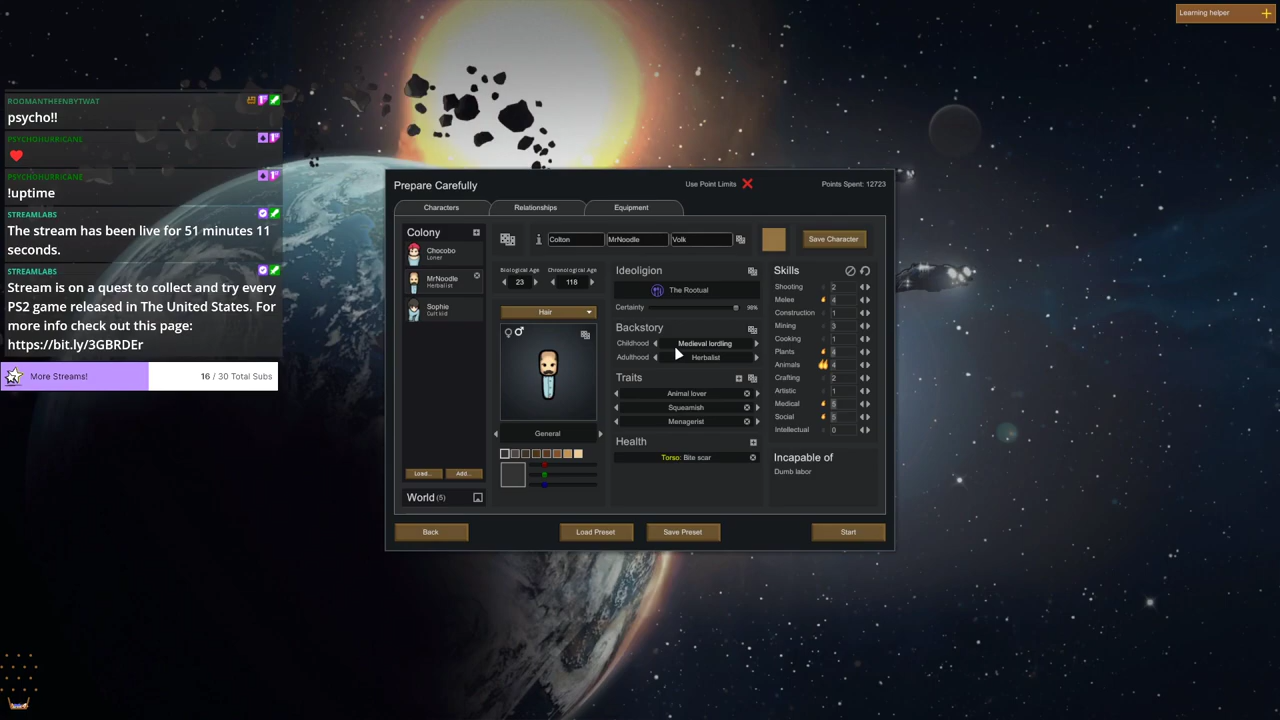 Learning helper
ROOMANTHEENBYTWAT
psycho!!
PSYCHOHURRICANE
PSYCHOHURRICANE
!uptime
STREAMLABS
The stream has been live for 51 minutes 11
seconds.
STREAMLABS
Stream is on a quest to collect and try every
PS2 game released in The United States. For
more info check out this page:
https://bit.ly/3GBRDEr
More Streams!
16 / 30 Total Subs
Prepare Carefully
Use Point Limits
Points Spent: 12723
Characters
Relationships
Equipment
Colony
Chocobo
Loner
MrNoodle
Herbalist
Sophie
Cult kid
Load...
Add...
World (5)
Colton
MrNoodle
Volk
Save Character
Biological Age
Chronological Age
23
118
Hair
General
Ideoligion
The Rootual
Certainty
98%
Backstory
Childhood
Medieval lordling
Adulthood
Herbalist
Traits
Animal lover
Squeamish
Menagerist
Health
Torso: Bite scar
Skills
Shooting 2
Melee 4
Construction 1
Mining 3
Cooking 1
Plants 4
Animals 4
Crafting 2
Artistic 1
Medical 5
Social 5
Intellectual 0
Incapable of
Dumb labor
Back
Load Preset
Save Preset
Start